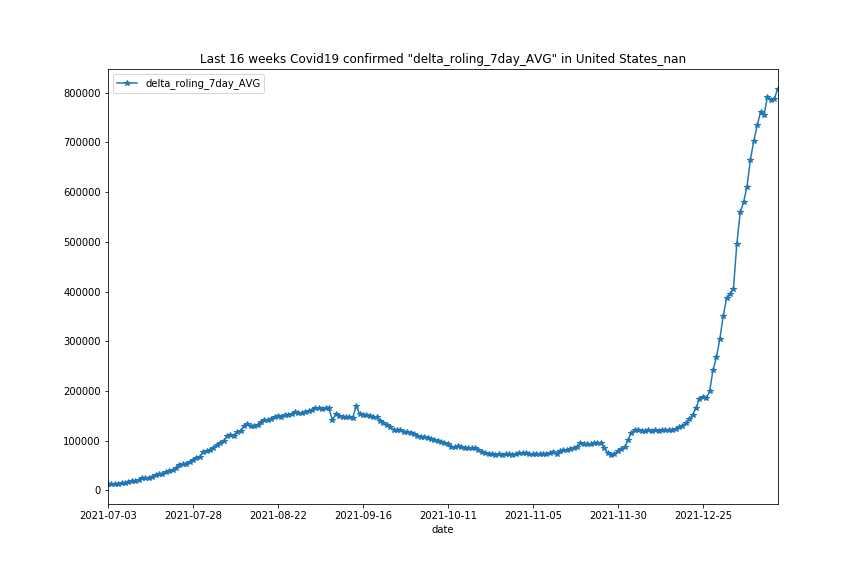 Last 16 weeks Covid19 confirmed "delta_roling_7day_AVG" in United States_nan
delta_roling_7day_AVG
800000
700000
600000
500000
400000
300000
200000
100000
0
2021-07-03 2021-07-28 2021-08-22 2021-09-16 2021-10-11 2021-11-05 2021-11-30 2021-12-25
date